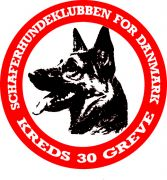 SCHÄFERHUNDEKLUBBEN FOR DANMARK
KREDS 30 GREVE